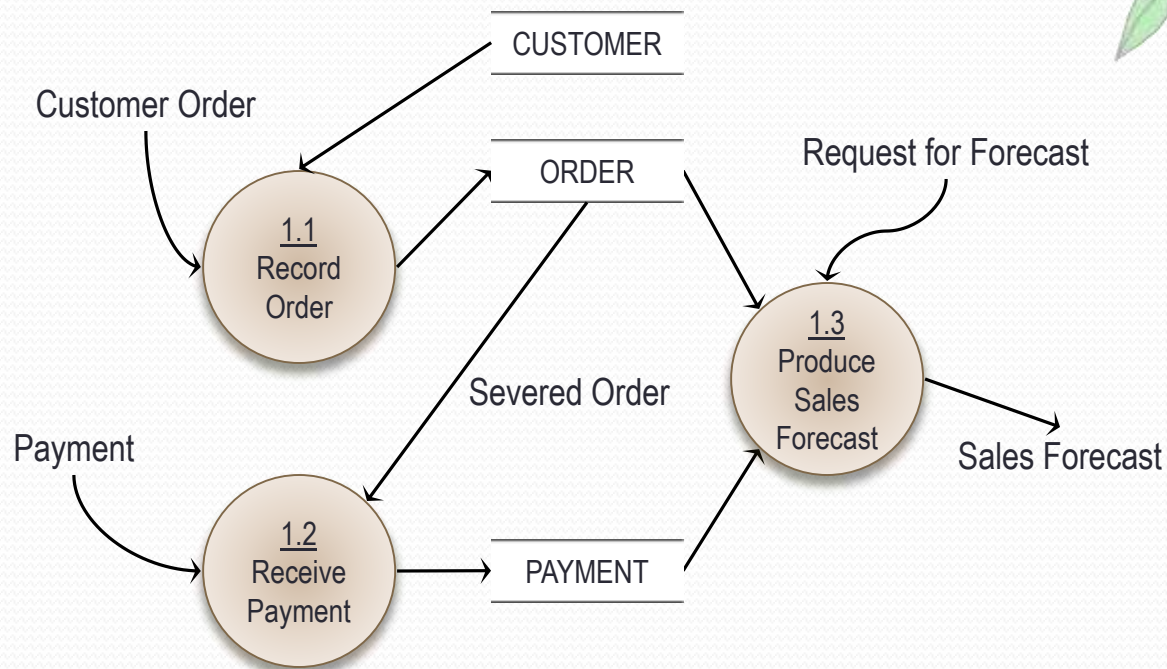 CUSTOMER
Customer Order
ORDER
Request for Forecast
1.1
Record
Order
1.3
Produce
Sales
Forecast
Severed Order
Sales Forecast
Payment
1.2
Receive
Payment
PAYMENT